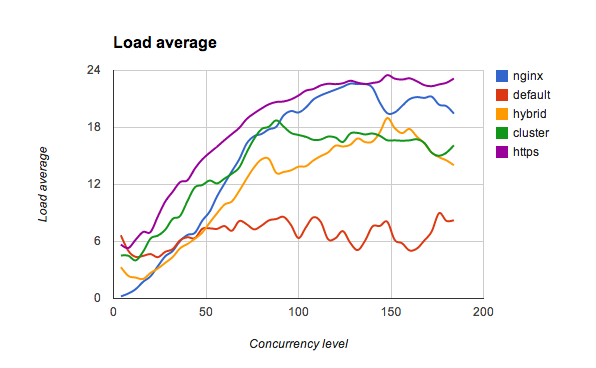 Load average
24
18
12
6
0
0
50
100
150
200
Load average
Concurrency level
nginx
default
hybrid
cluster
https